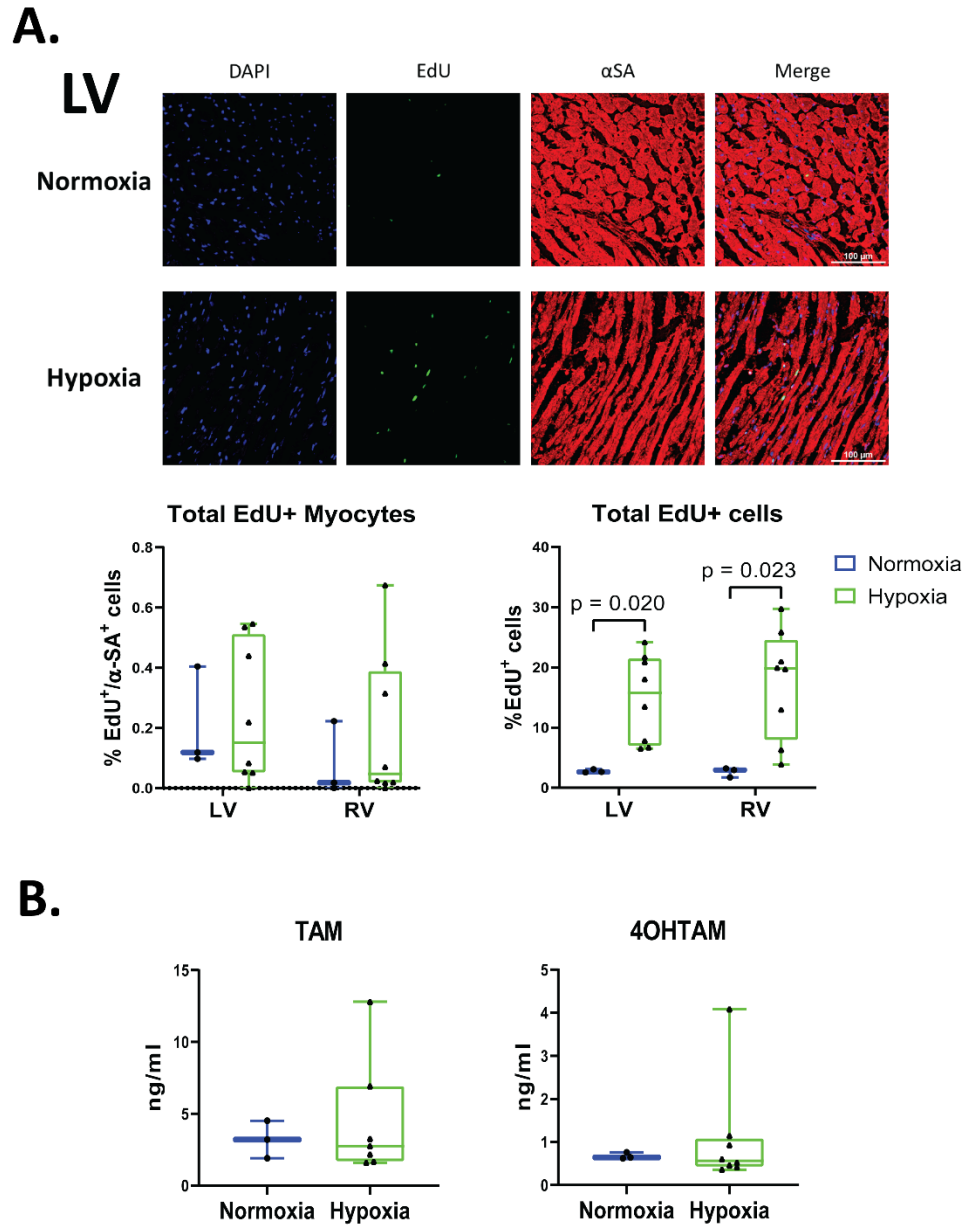 A.
LV
DAPI EdU αSA Merge
Normoxia
100 µm
Hypoxia
100 µm
Total EdU+ Myocytes
% EdU⁺/α-SA⁺ cells
0.8
0.6
0.4
0.2
0.0
LV RV
Total EdU+ cells
%EdU⁺ cells
40
30
20
10
0
p = 0.020
p = 0.023
LV RV
Normoxia
Hypoxia
B.
TAM
ng/ml
15
10
5
0
Normoxia Hypoxia
4OHTAM
ng/ml
5
4
3
2
1
0
Normoxia Hypoxia